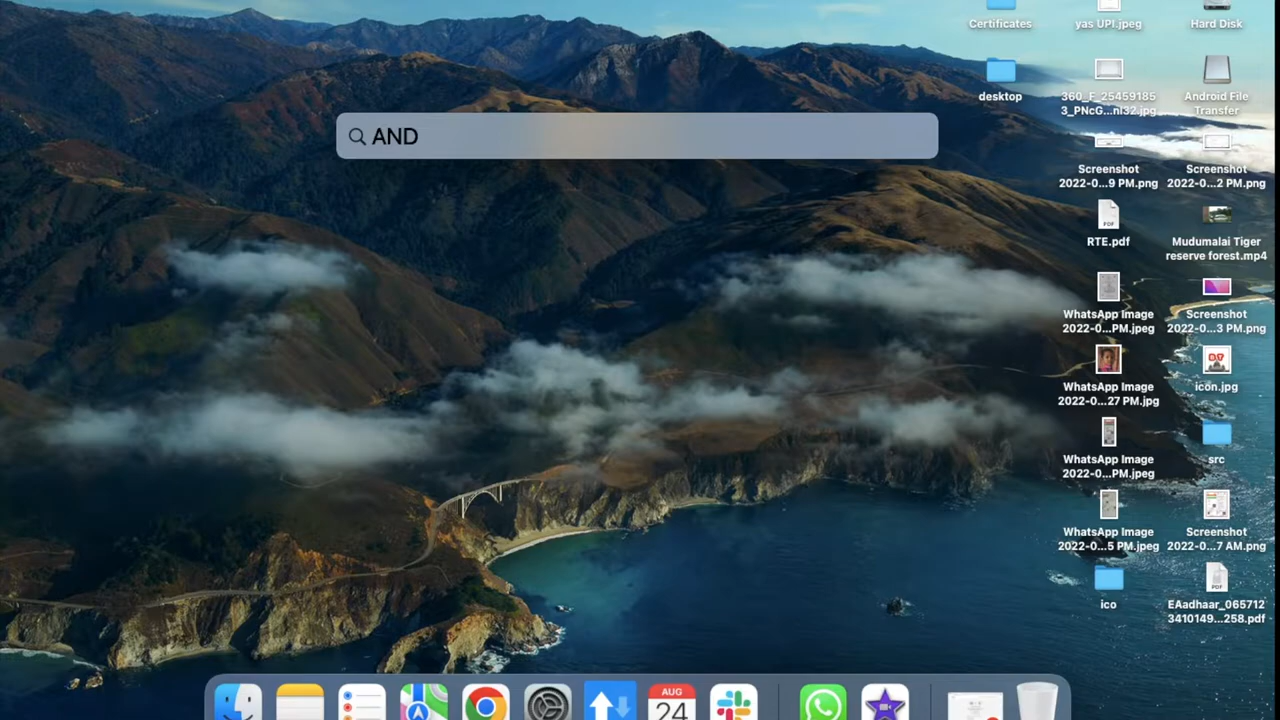 Certificates
yas UPI.jpeg
Hard Disk
desktop
360_F_25459185
3_PNcG...nl32.jpg
Android File
Transfer
AND
Screenshot
2022-0...9 PM.png
Screenshot
2022-0...2 PM.png
RTE.pdf
Mudumalai Tiger
reserve forest.mp4
WhatsApp Image
2022-0...PM.jpeg
Screenshot
2022-0...3 PM.png
WhatsApp Image
2022-0...27 PM.jpg
icon.jpg
WhatsApp Image
2022-0...PM.jpeg
src
WhatsApp Image
2022-0...5 PM.jpeg
Screenshot
2022-0...7 AM.png
ico
EAadhaar_065712
3410149...258.pdf
AUG
24